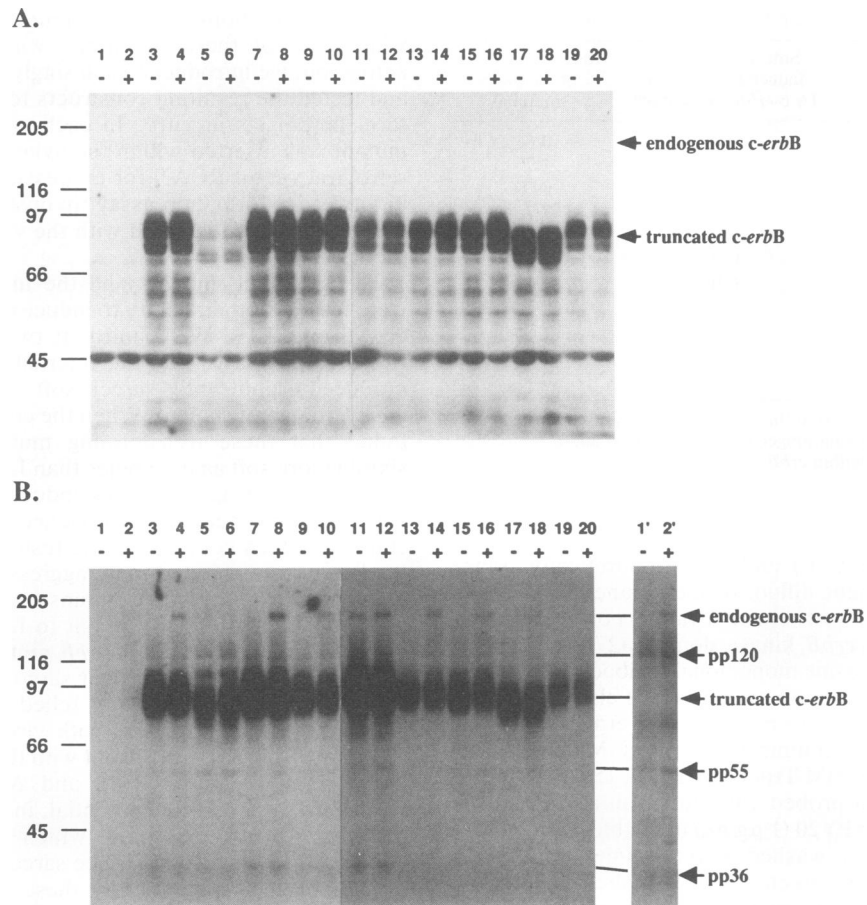 A.
1 2 3 4 5 6 7 8 9 10 11 12 13 14 15 16 17 18 19 20
- + - + - + - + - + - + - + - + - + - +
205
endogenous c-erbB
116
97
truncated c-erbB
66
45
B.
1 2 3 4 5 6 7 8 9 10 11 12 13 14 15 16 17 18 19 20 1' 2'
- + - + - + - + - + - + - + - + - + - + - +
205
endogenous c-erbB
116
pp120
97
truncated c-erbB
66
pp55
45
pp36